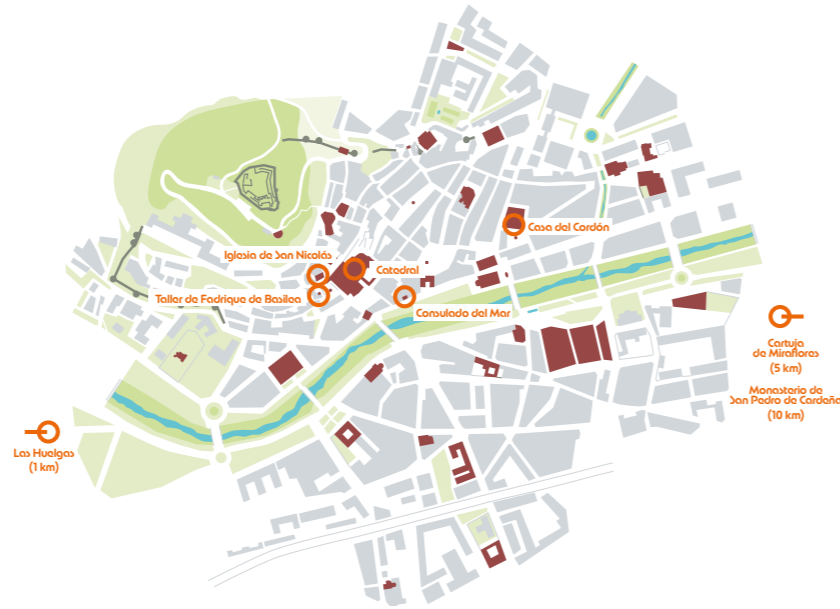 Casa del Cordón
Iglesia de San Nicolás
Catedral
Taller de Fadrique de Basilea
Consulado del Mar
Cartuja
de Miraflores
(5 km)
Monasterio de
San Pedro de Cardeña
(10 km)
Las Huelgas
(1 km)